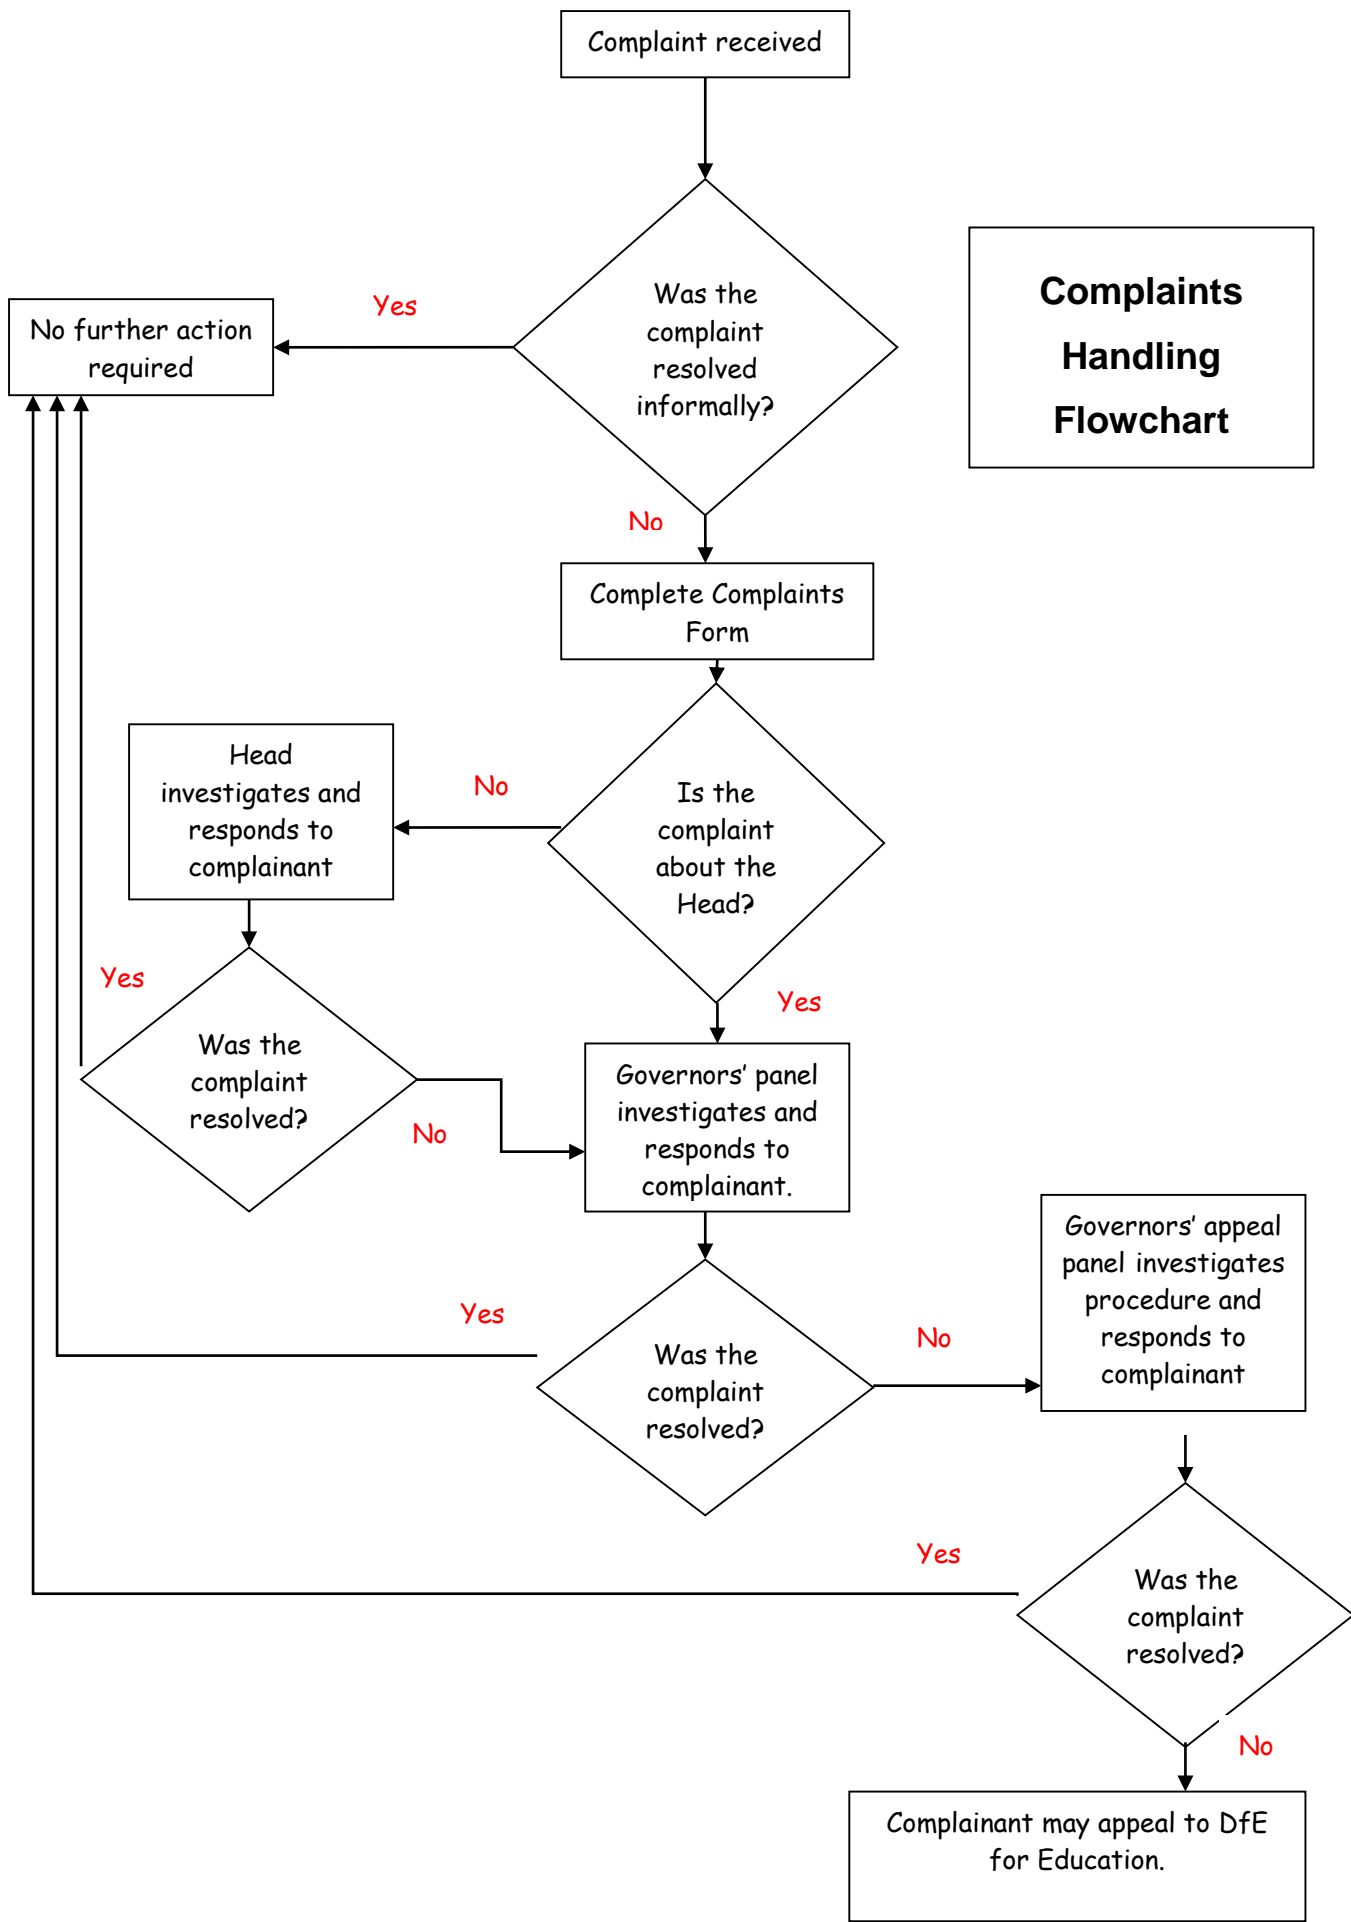 Complaint received
Complaints
Handling
Flowchart
Was the
complaint
resolved
informally?
Yes
No further action
required
No
Complete Complaints
Form
Is the
complaint
about the
Head?
No
Head
investigates and
responds to
complainant
Yes
Was the
complaint
resolved?
No
Yes
Governors’ panel
investigates and
responds to
complainant.
Yes
Was the
complaint
resolved?
No
Governors’ appeal
panel investigates
procedure and
responds to
complainant
Yes
Was the
complaint
resolved?
No
Complainant may appeal to DfE
for Education.